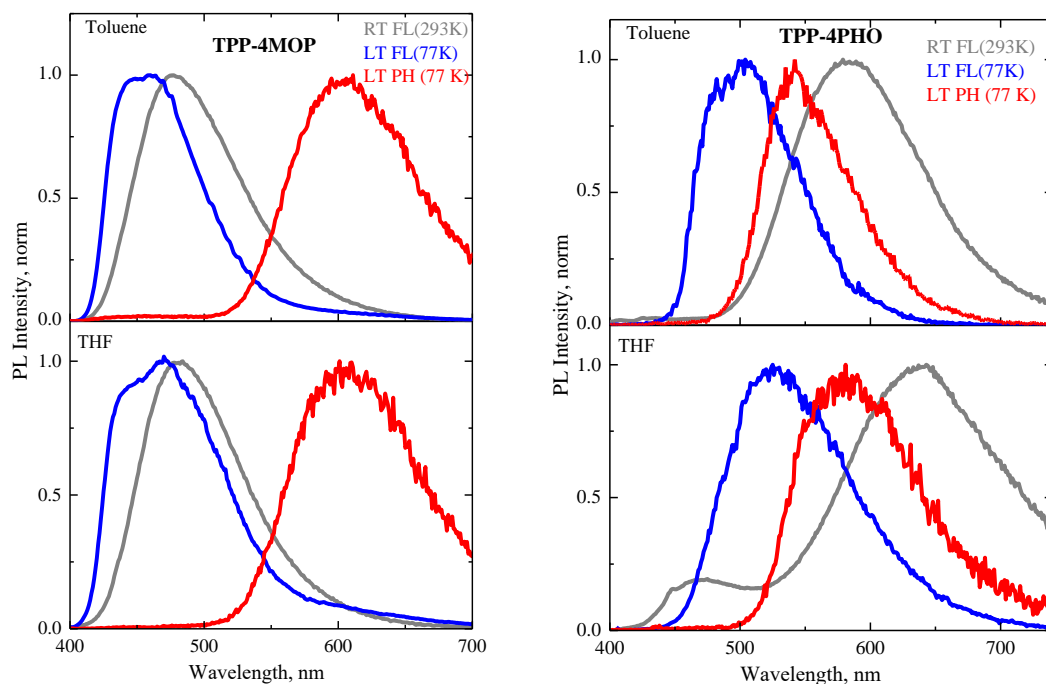 Toluene
TPP-4MOP
RT FL(293K)
LT FL(77K)
LT PH (77 K)
1.0
0.5
0.0
THF
1.0
0.5
0.0
PL Intensity, norm
400
500
600
700
Wavelength, nm
Toluene
TPP-4PHO
RT FL(293K)
LT FL(77K)
LT PH (77 K)
1.0
0.5
0.0
THF
1.0
0.5
0.0
PL Intensity, norm
400
500
600
700
Wavelength, nm